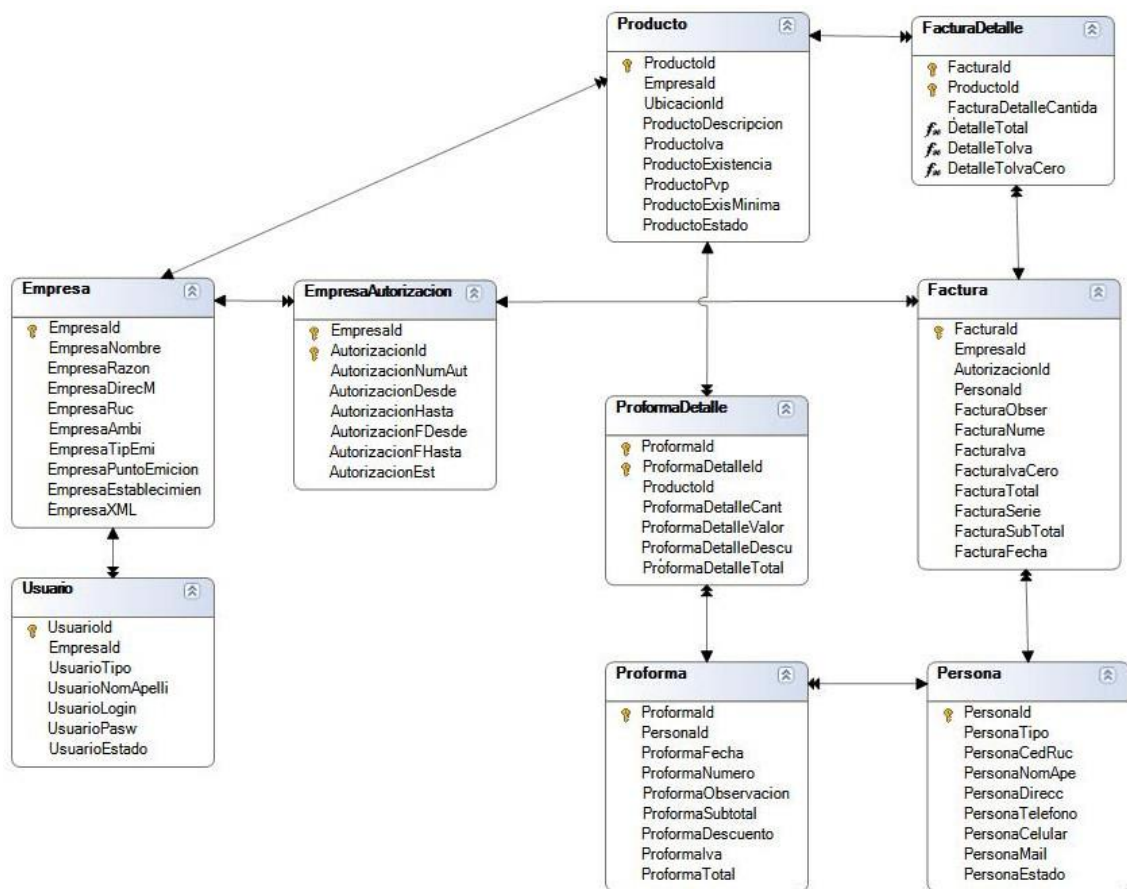 Producto
ProductoId
EmpresaId
UbicacionId
ProductoDescripcion
ProductoIva
ProductoExistencia
ProductoPvp
ProductoExisMinima
ProductoEstado
FacturaDetalle
FacturaId
ProductoId
FacturaDetalleCantida
DetalleTotal
DetalleToIva
DetalleToIvaCero
Empresa
EmpresaId
EmpresaNombre
EmpresaRazon
EmpresaDirecM
EmpresaRuc
EmpresaAmbi
EmpresaTipEmi
EmpresaPuntoEmicion
EmpresaEstablecimien
EmpresaXML
EmpresaAutorizacion
EmpresaId
AutorizacionId
AutorizacionNumAut
AutorizacionDesde
AutorizacionHasta
AutorizacionFDesde
AutorizacionFHasta
AutorizacionEst
Factura
FacturaId
EmpresaId
AutorizacionId
PersonaId
FacturaObser
FacturaNume
FacturaIva
FacturaIvaCero
FacturaTotal
FacturaSerie
FacturaSubTotal
FacturaFecha
ProformaDetalle
ProformaId
ProformaDetalleId
ProductoId
ProformaDetalleCant
ProformaDetalleValor
ProformaDetalleDescu
ProformaDetalleTotal
Usuario
UsuarioId
EmpresaId
UsuarioTipo
UsuarioNomApelli
UsuarioLogin
UsuarioPasw
UsuarioEstado
Proforma
ProformaId
PersonaId
ProformaFecha
ProformaNumero
ProformaObservacion
ProformaSubtotal
ProformaDescuento
ProformaIva
ProformaTotal
Persona
PersonaId
PersonaTipo
PersonaCedRuc
PersonaNomApe
PersonaDirecc
PersonaTelefono
PersonaCelular
PersonaMail
PersonaEstado